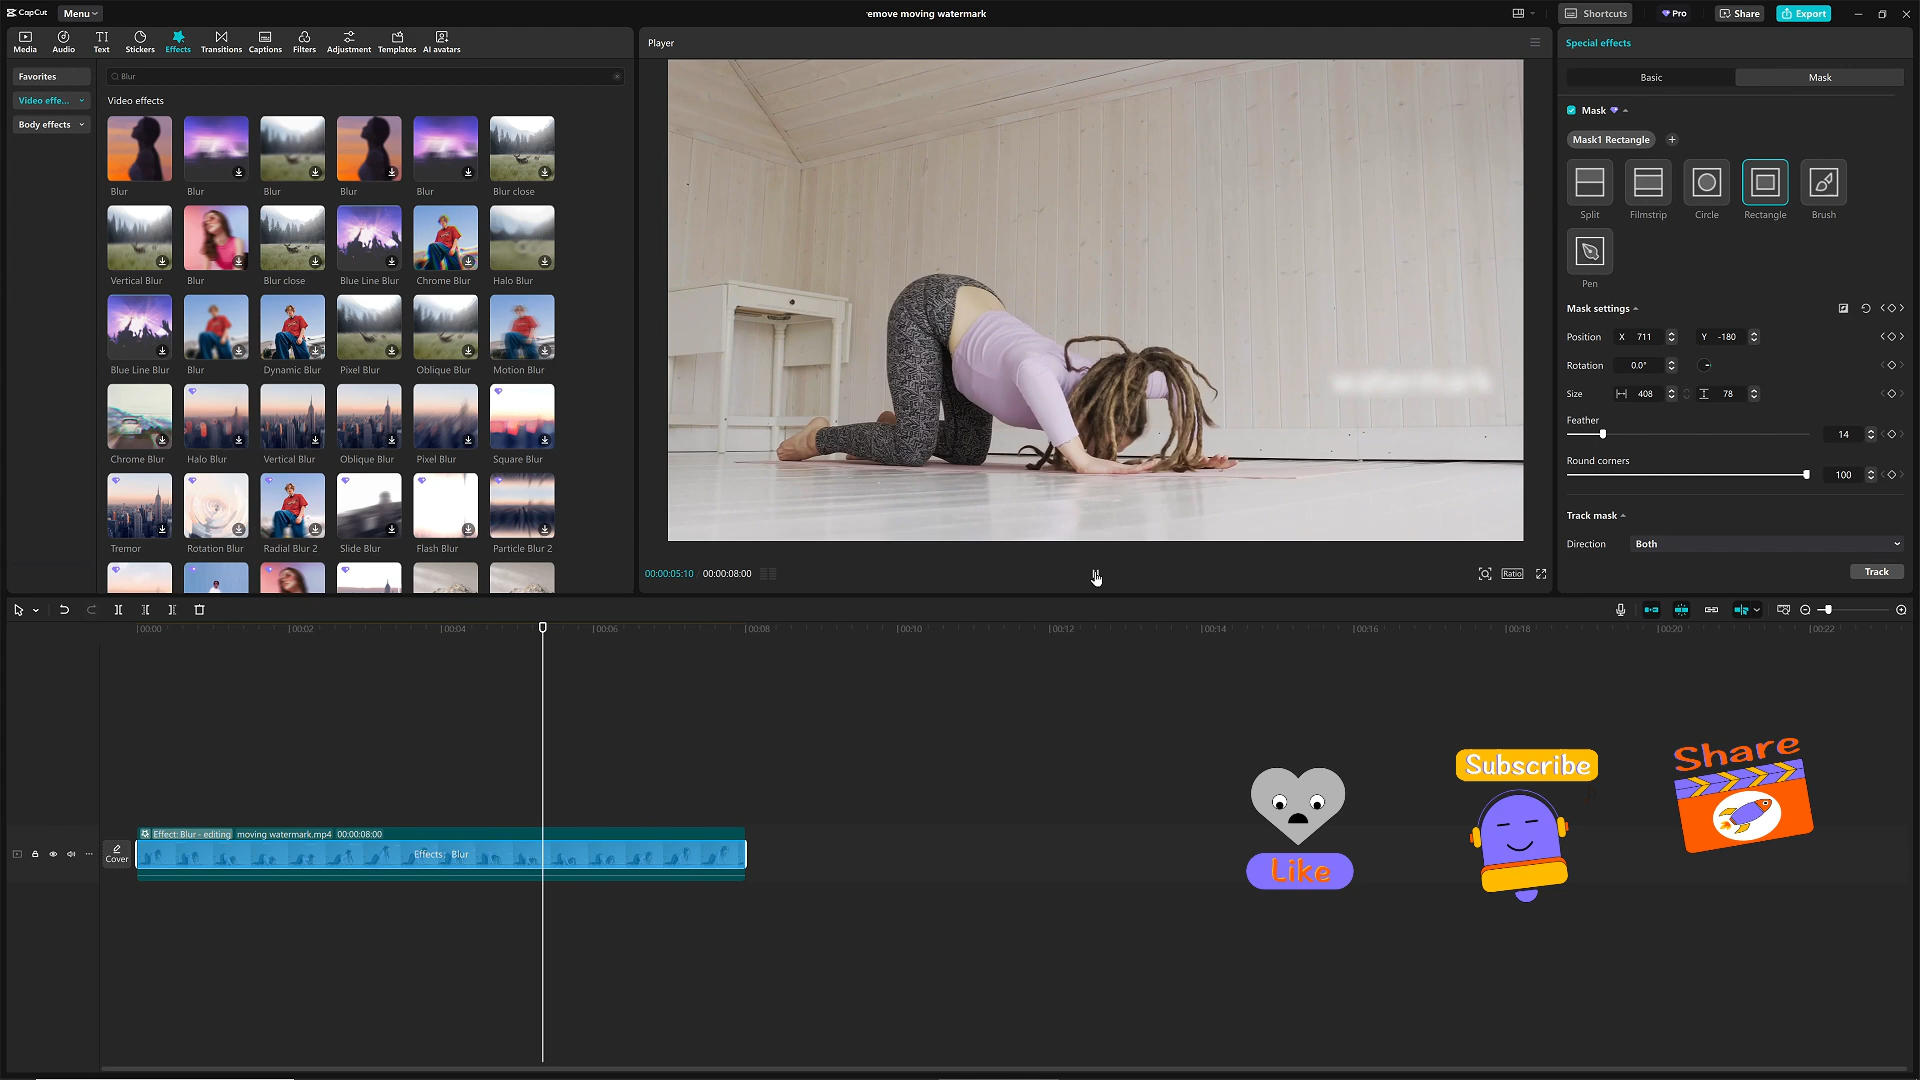 CapCut
Menu
emove moving watermark
Shortcuts
Pro
Share
Export
Media
Audio
Text
Stickers
Effects
Transitions
Captions
Filters
Adjustment
Templates
AI avatars
Favorites
Video effe...
Body effects
Blur
Video effects
Blur
Blur
Blur
Blur
Blur
Blur close
Vertical Blur
Blur
Blur close
Blue Line Blur
Chrome Blur
Halo Blur
Blue Line Blur
Blur
Dynamic Blur
Pixel Blur
Oblique Blur
Motion Blur
Chrome Blur
Halo Blur
Vertical Blur
Oblique Blur
Pixel Blur
Square Blur
Tremor
Rotation Blur
Radial Blur 2
Slide Blur
Flash Blur
Particle Blur 2
Player
00:00:05:10 / 00:00:08:00
Ratio
Special effects
Basic
Mask
Mask
Mask1 Rectangle
Split
Filmstrip
Circle
Rectangle
Brush
Pen
Mask settings
Position X 711 Y -180
Rotation 0.0°
Size 408 78
Feather
14
Round corners
100
Track mask
Direction Both
Track
00:00
00:02
00:04
00:06
00:08
00:10
00:12
00:14
00:16
00:18
00:20
00:22
Cover
Effect: Blur - editing moving watermark.mp4 00:00:08:00
Effects: Blur
Like
Subscribe
Share